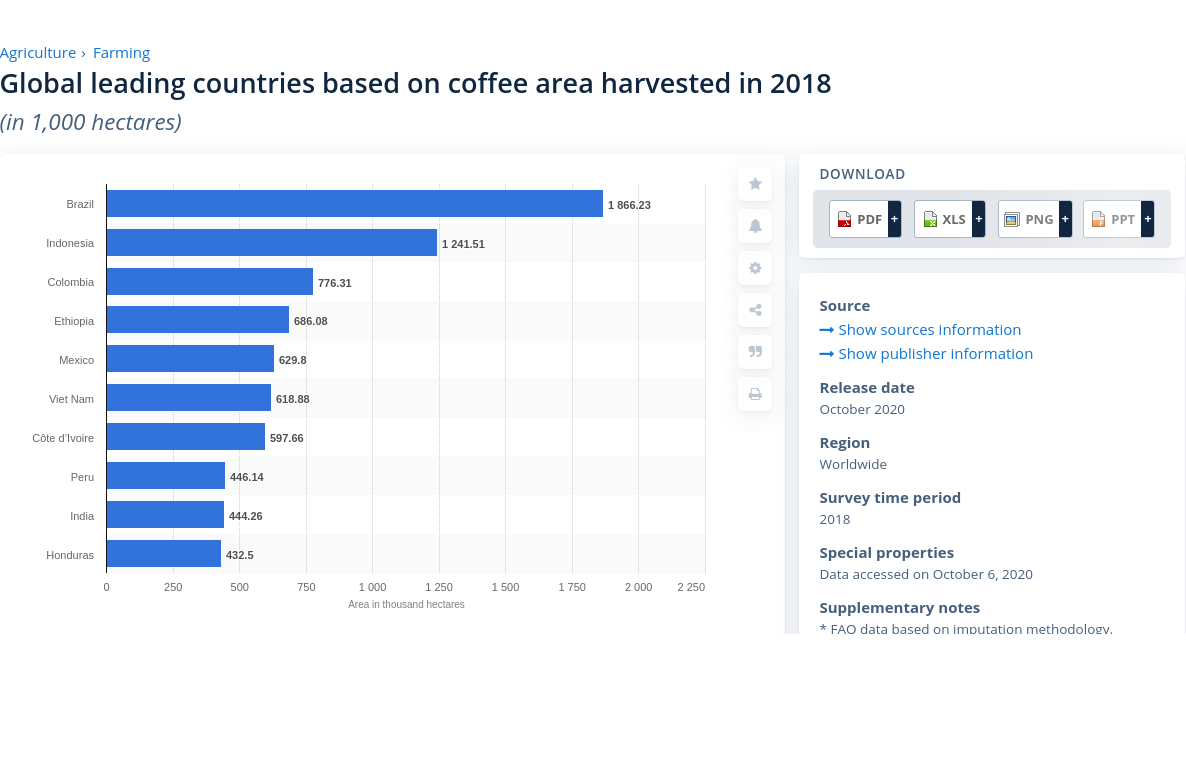 Agriculture › Farming
Global leading countries based on coffee area harvested in 2018
(in 1,000 hectares)
Brazil 1 866.23
Indonesia 1 241.51
Colombia 776.31
Ethiopia 686.08
Mexico 629.8
Viet Nam 618.88
Côte d'Ivoire 597.66
Peru 446.14
India 444.26
Honduras 432.5
0 250 500 750 1 000 1 250 1 500 1 750 2 000 2 250
Area in thousand hectares
DOWNLOAD
PDF + XLS + PNG + PPT +
Source
Show sources information
Show publisher information
Release date
October 2020
Region
Worldwide
Survey time period
2018
Special properties
Data accessed on October 6, 2020
Supplementary notes
* FAO data based on imputation methodology.